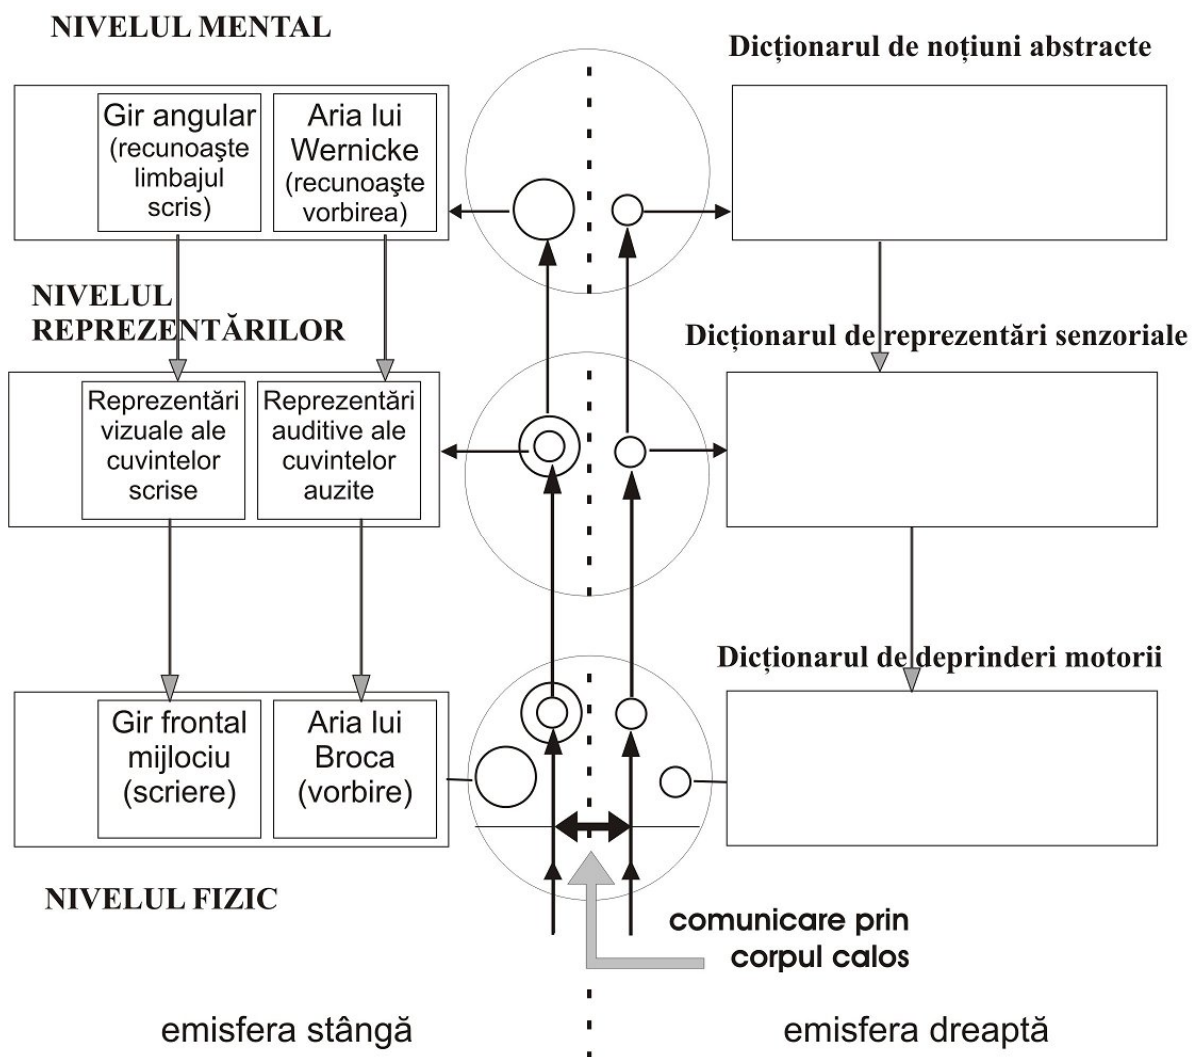 NIVELUL MENTAL
Dicționarul de noțiuni abstracte
Gir angular
(recunoaşte
limbajul
scris)
Aria lui
Wernicke
(recunoaşte
vorbirea)
NIVELUL
REPREZENTĂRILOR
Dicționarul de reprezentări senzoriale
Reprezentări
vizuale ale
cuvintelor
scrise
Reprezentări
auditive ale
cuvintelor
auzite
Dicționarul de deprinderi motorii
Gir frontal
mijlociu
(scriere)
Aria lui
Broca
(vorbire)
NIVELUL FIZIC
comunicare prin
corpul calos
emisfera stângă
emisfera dreaptă